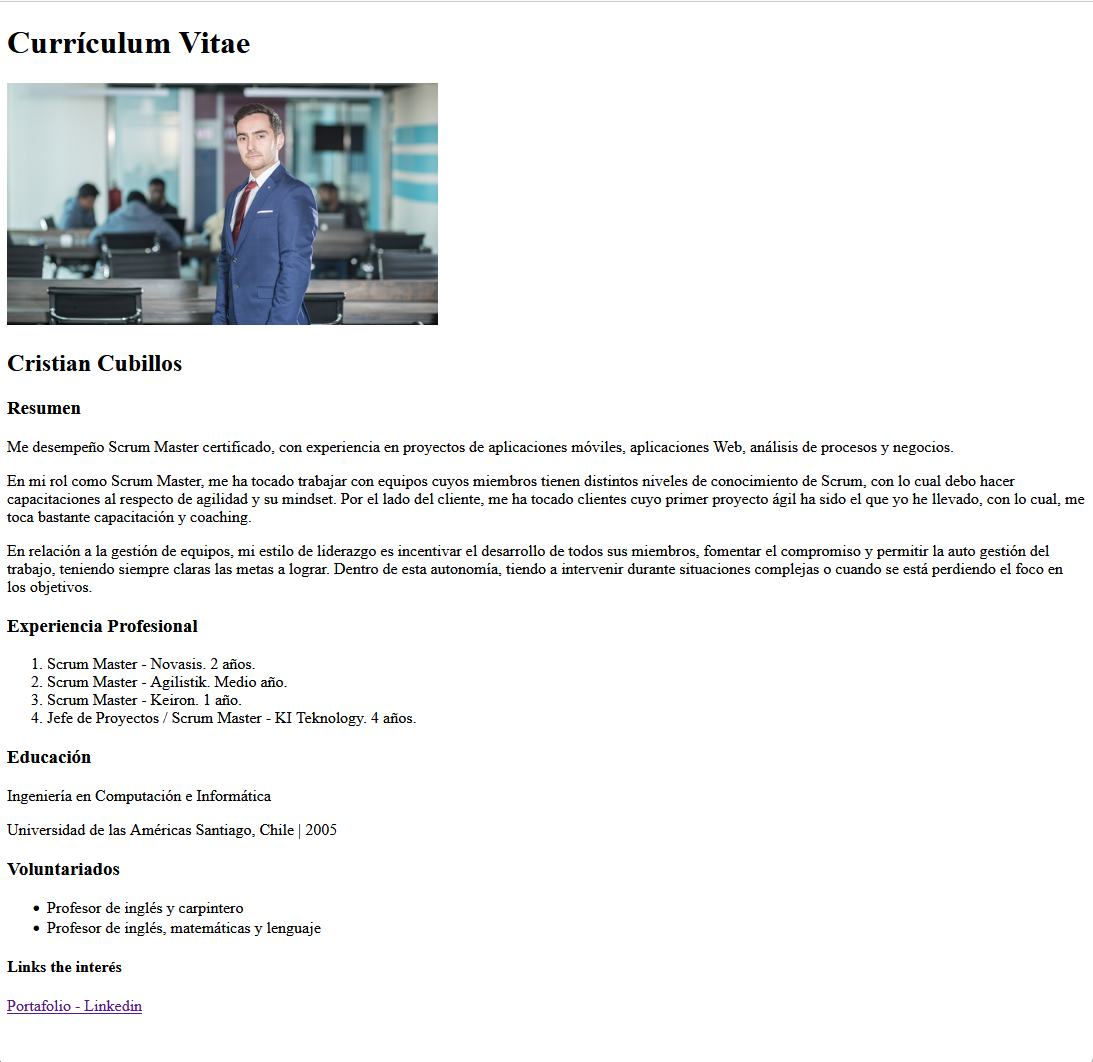 Currículum Vitae
Cristian Cubillos
Resumen
Me desempeño Scrum Master certificado, con experiencia en proyectos de aplicaciones móviles, aplicaciones Web, análisis de procesos y negocios.
En mi rol como Scrum Master, me ha tocado trabajar con equipos cuyos miembros tienen distintos niveles de conocimiento de Scrum, con lo cual debo hacer
capacitaciones al respecto de agilidad y su mindset. Por el lado del cliente, me ha tocado clientes cuyo primer proyecto ágil ha sido el que yo he llevado, con lo cual, me
toca bastante capacitación y coaching.
En relación a la gestión de equipos, mi estilo de liderazgo es incentivar el desarrollo de todos sus miembros, fomentar el compromiso y permitir la auto gestión del
trabajo, teniendo siempre claras las metas a lograr. Dentro de esta autonomía, tiendo a intervenir durante situaciones complejas o cuando se está perdiendo el foco en
los objetivos.
Experiencia Profesional
1. Scrum Master - Novasis. 2 años.
2. Scrum Master - Agilistik. Medio año.
3. Scrum Master - Keiron. 1 año.
4. Jefe de Proyectos / Scrum Master - KI Teknology. 4 años.
Educación
Ingeniería en Computación e Informática
Universidad de las Américas Santiago, Chile | 2005
Voluntariados
• Profesor de inglés y carpintero
• Profesor de inglés, matemáticas y lenguaje
Links the interés
Portafolio - Linkedin